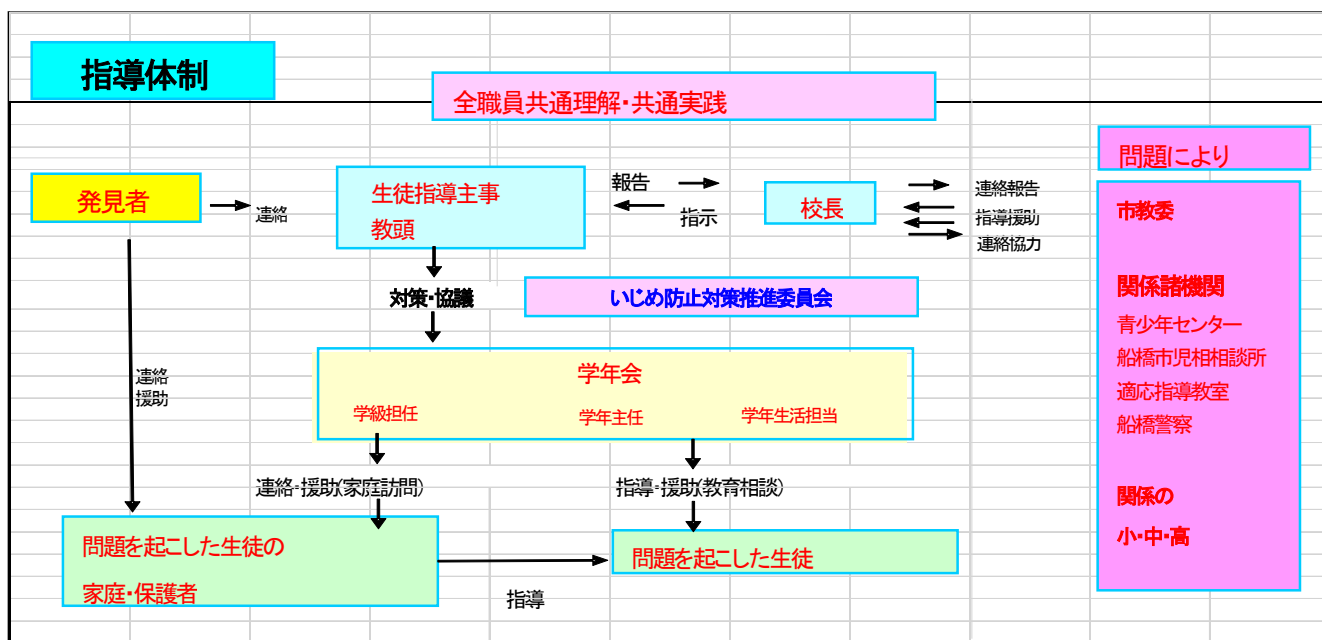 指導体制
全職員共通理解・共通実践
問題により
発見者
連絡
生徒指導主事
教頭
報告
指示
校長
連絡報告
指導援助
連絡協力
市教委
関係諸機関
青少年センター
船橋市児相相談所
適応指導教室
船橋警察
関係の
小・中・高
対策・協議
いじめ防止対策推進委員会
学年会
学級担任
学年主任
学年生活担当
連絡
援助
連絡・援助(家庭訪問)
指導・援助(教育相談)
問題を起こした生徒の
家庭・保護者
指導
問題を起こした生徒